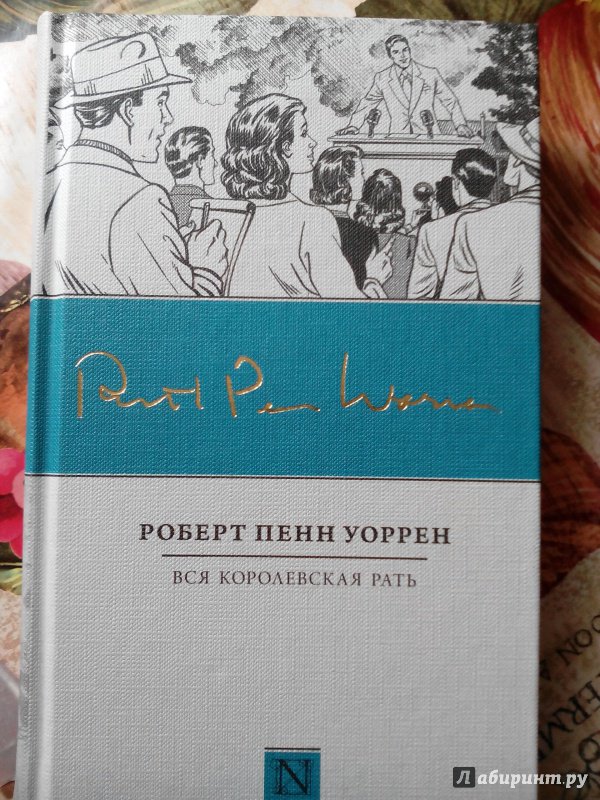 Robert Penn Warren
РОБЕРТ ПЕНН УОРРЕН
ВСЯ КОРОЛЕВСКАЯ РАТЬ
N
Лабиринт.ру